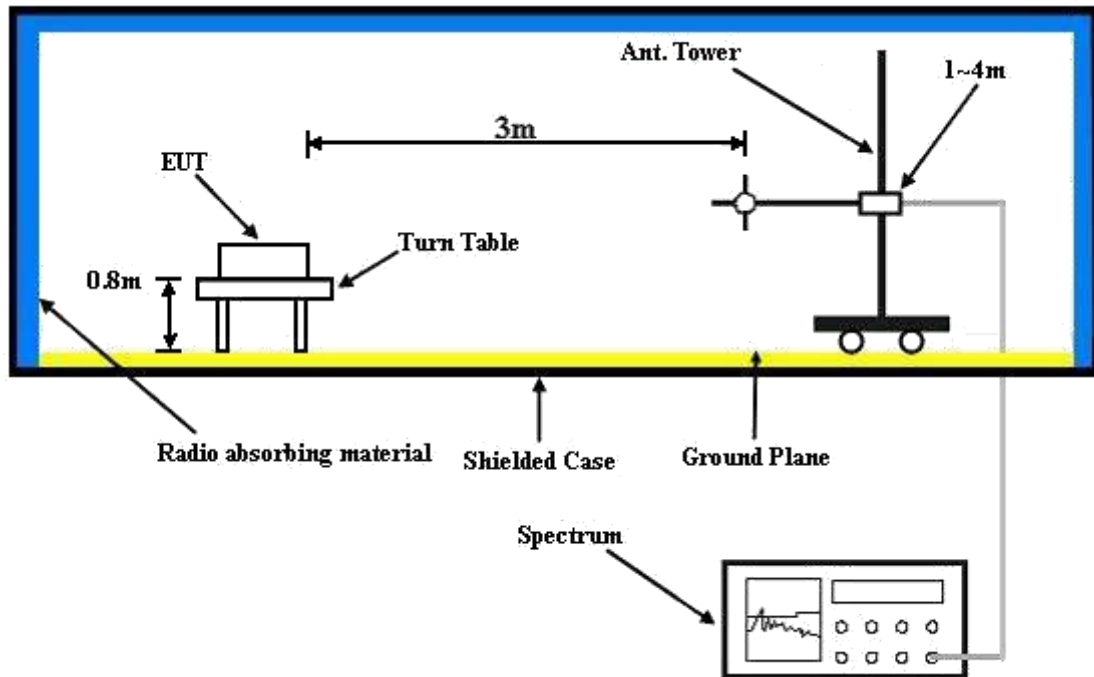 Ant. Tower
1~4m
3m
EUT
Turn Table
0.8m
Radio absorbing material
Shielded Case
Ground Plane
Spectrum